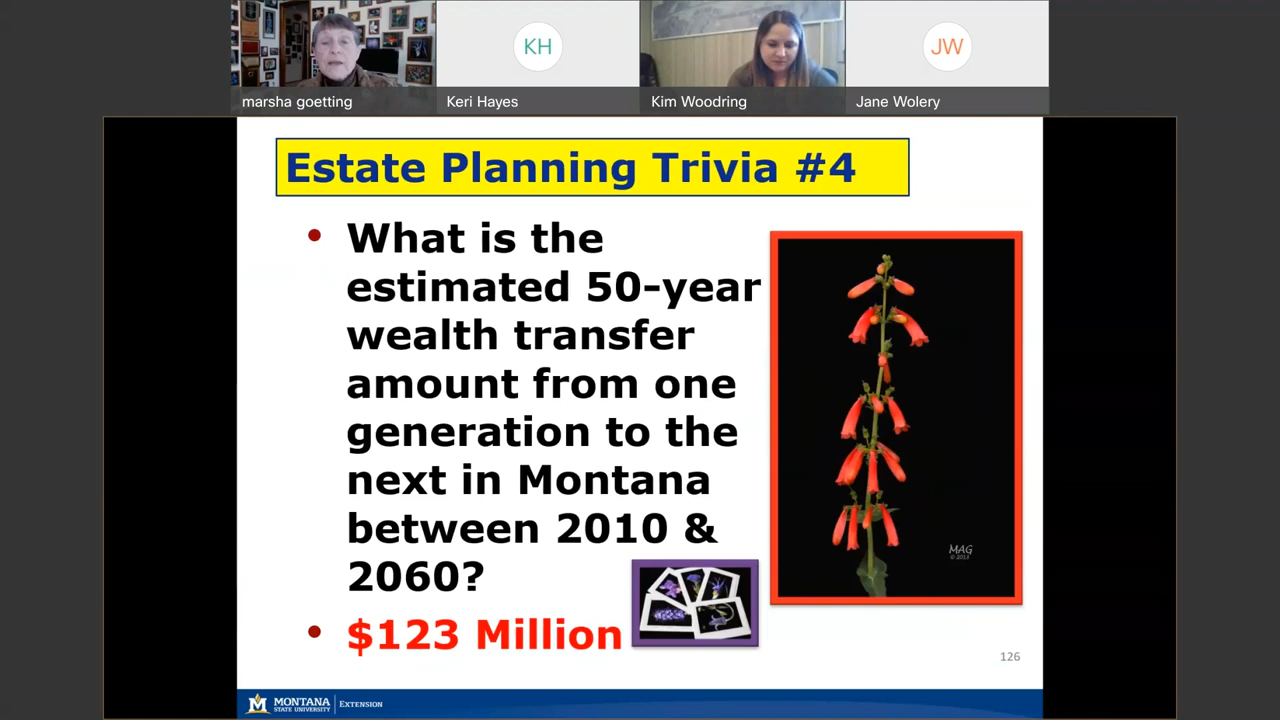 KH
JW
marsha goetting
Keri Hayes
Kim Woodring
Jane Wolery
Estate Planning Trivia #4
• What is the
estimated 50-year
wealth transfer
amount from one
generation to the
next in Montana
between 2010 &
2060?
• $123 Million
MAG
© 2013
126
M MONTANA
STATE UNIVERSITY
EXTENSION